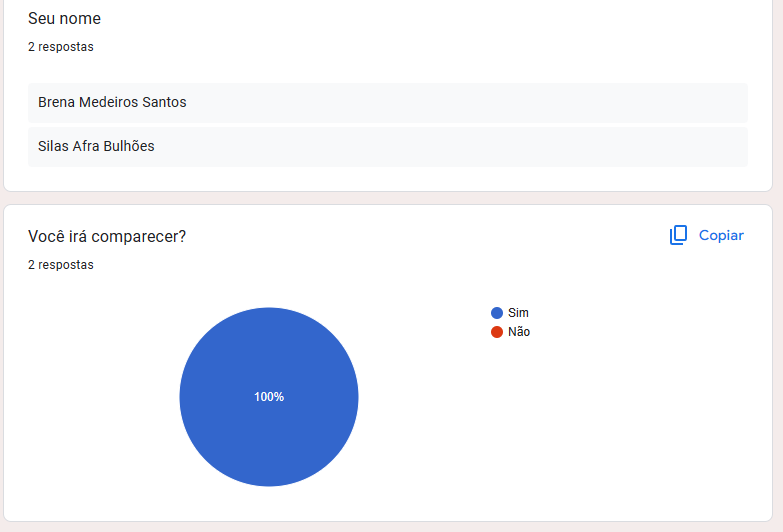 Seu nome
2 respostas
Brena Medeiros Santos
Silas Afra Bulhões
Você irá comparecer?
Copiar
2 respostas
Sim
Não
100%